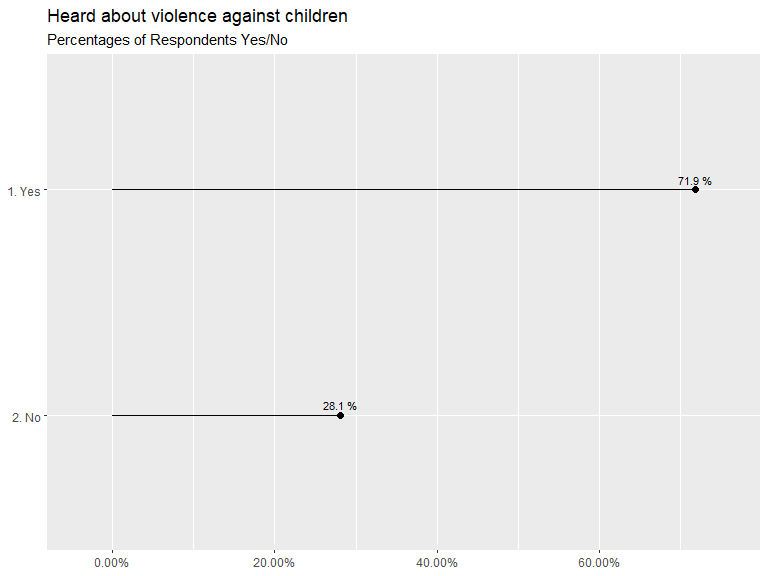 Heard about violence against children
Percentages of Respondents Yes/No
1. Yes
71.9 %
2. No
28.1 %
0.00%
20.00%
40.00%
60.00%